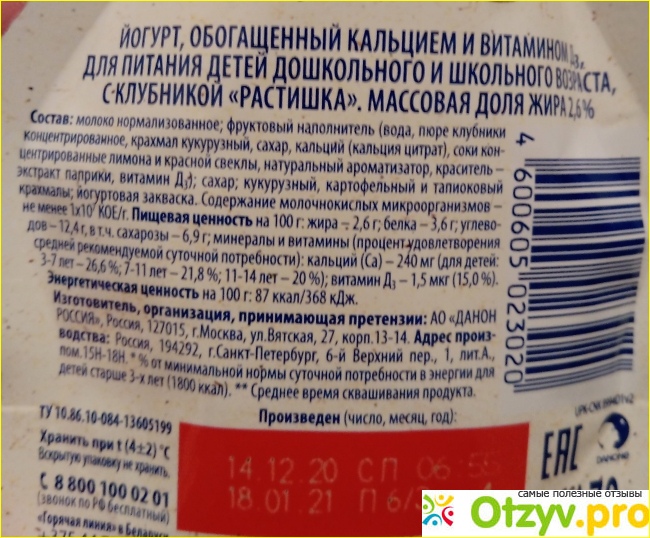 ЙОГУРТ, ОБОГАЩЕННЫЙ КАЛЬЦИЕМ И ВИТАМИНОМ Д3,
ДЛЯ ПИТАНИЯ ДЕТЕЙ ДОШКОЛЬНОГО И ШКОЛЬНОГО ВОЗРАСТА,
С КЛУБНИКОЙ «РАСТИШКА». МАССОВАЯ ДОЛЯ ЖИРА 2,6%
Состав: молоко нормализованное; фруктовый наполнитель (вода, пюре клубники
концентрированное, крахмал кукурузный, сахар, кальций (кальция цитрат), соки кон-
центрированные лимона и красной свеклы, натуральный ароматизатор, краситель –
экстракт паприки, витамин Д3); сахар; кукурузный, картофельный и тапиоковый
крахмалы; йогуртовая закваска. Содержание молочнокислых микроорганизмов –
не менее 1х10⁷ КОЕ/г. Пищевая ценность на 100 г: жира – 2,6 г; белка – 3,6 г; углево-
дов – 12,4 г, в т.ч. сахарозы – 6,9 г; минералы и витамины (процент удовлетворения
средней рекомендуемой суточной потребности): кальций (Ca) – 240 мг (для детей:
3-7 лет – 26,6 %; 7-11 лет – 21,8 %; 11-14 лет – 20 %); витамин Д3 – 1,5 мкг (15,0 %).
Энергетическая ценность на 100 г: 87 ккал/368 кДж.
Изготовитель, организация, принимающая претензии: АО «ДАНОН
РОССИЯ», Россия, 127015, г.Москва, ул.Вятская, 27, корп.13-14. Адрес произ-
водства: Россия, 194292, г.Санкт-Петербург, 6-й Верхний пер., 1, лит.А.,
пом.15Н-18Н. * % от минимальной нормы суточной потребности в энергии для
детей старше 3-х лет (1800 ккал). ** Среднее время сквашивания продукта.
4 600605 023020
Произведен (число, месяц, год):
ТУ 10.86.10-084-13605199
Хранить при t (4±2) °С
Вскрытую упаковку не хранить.
8 800 100 02 01
(звонок по РФ бесплатный)
«Горячая линия» в Беларуси
14.12.20 СП 06:55
18.01.21 П 6/
EAC
DANONE
самые полезные отзывы
Otzyv.pro